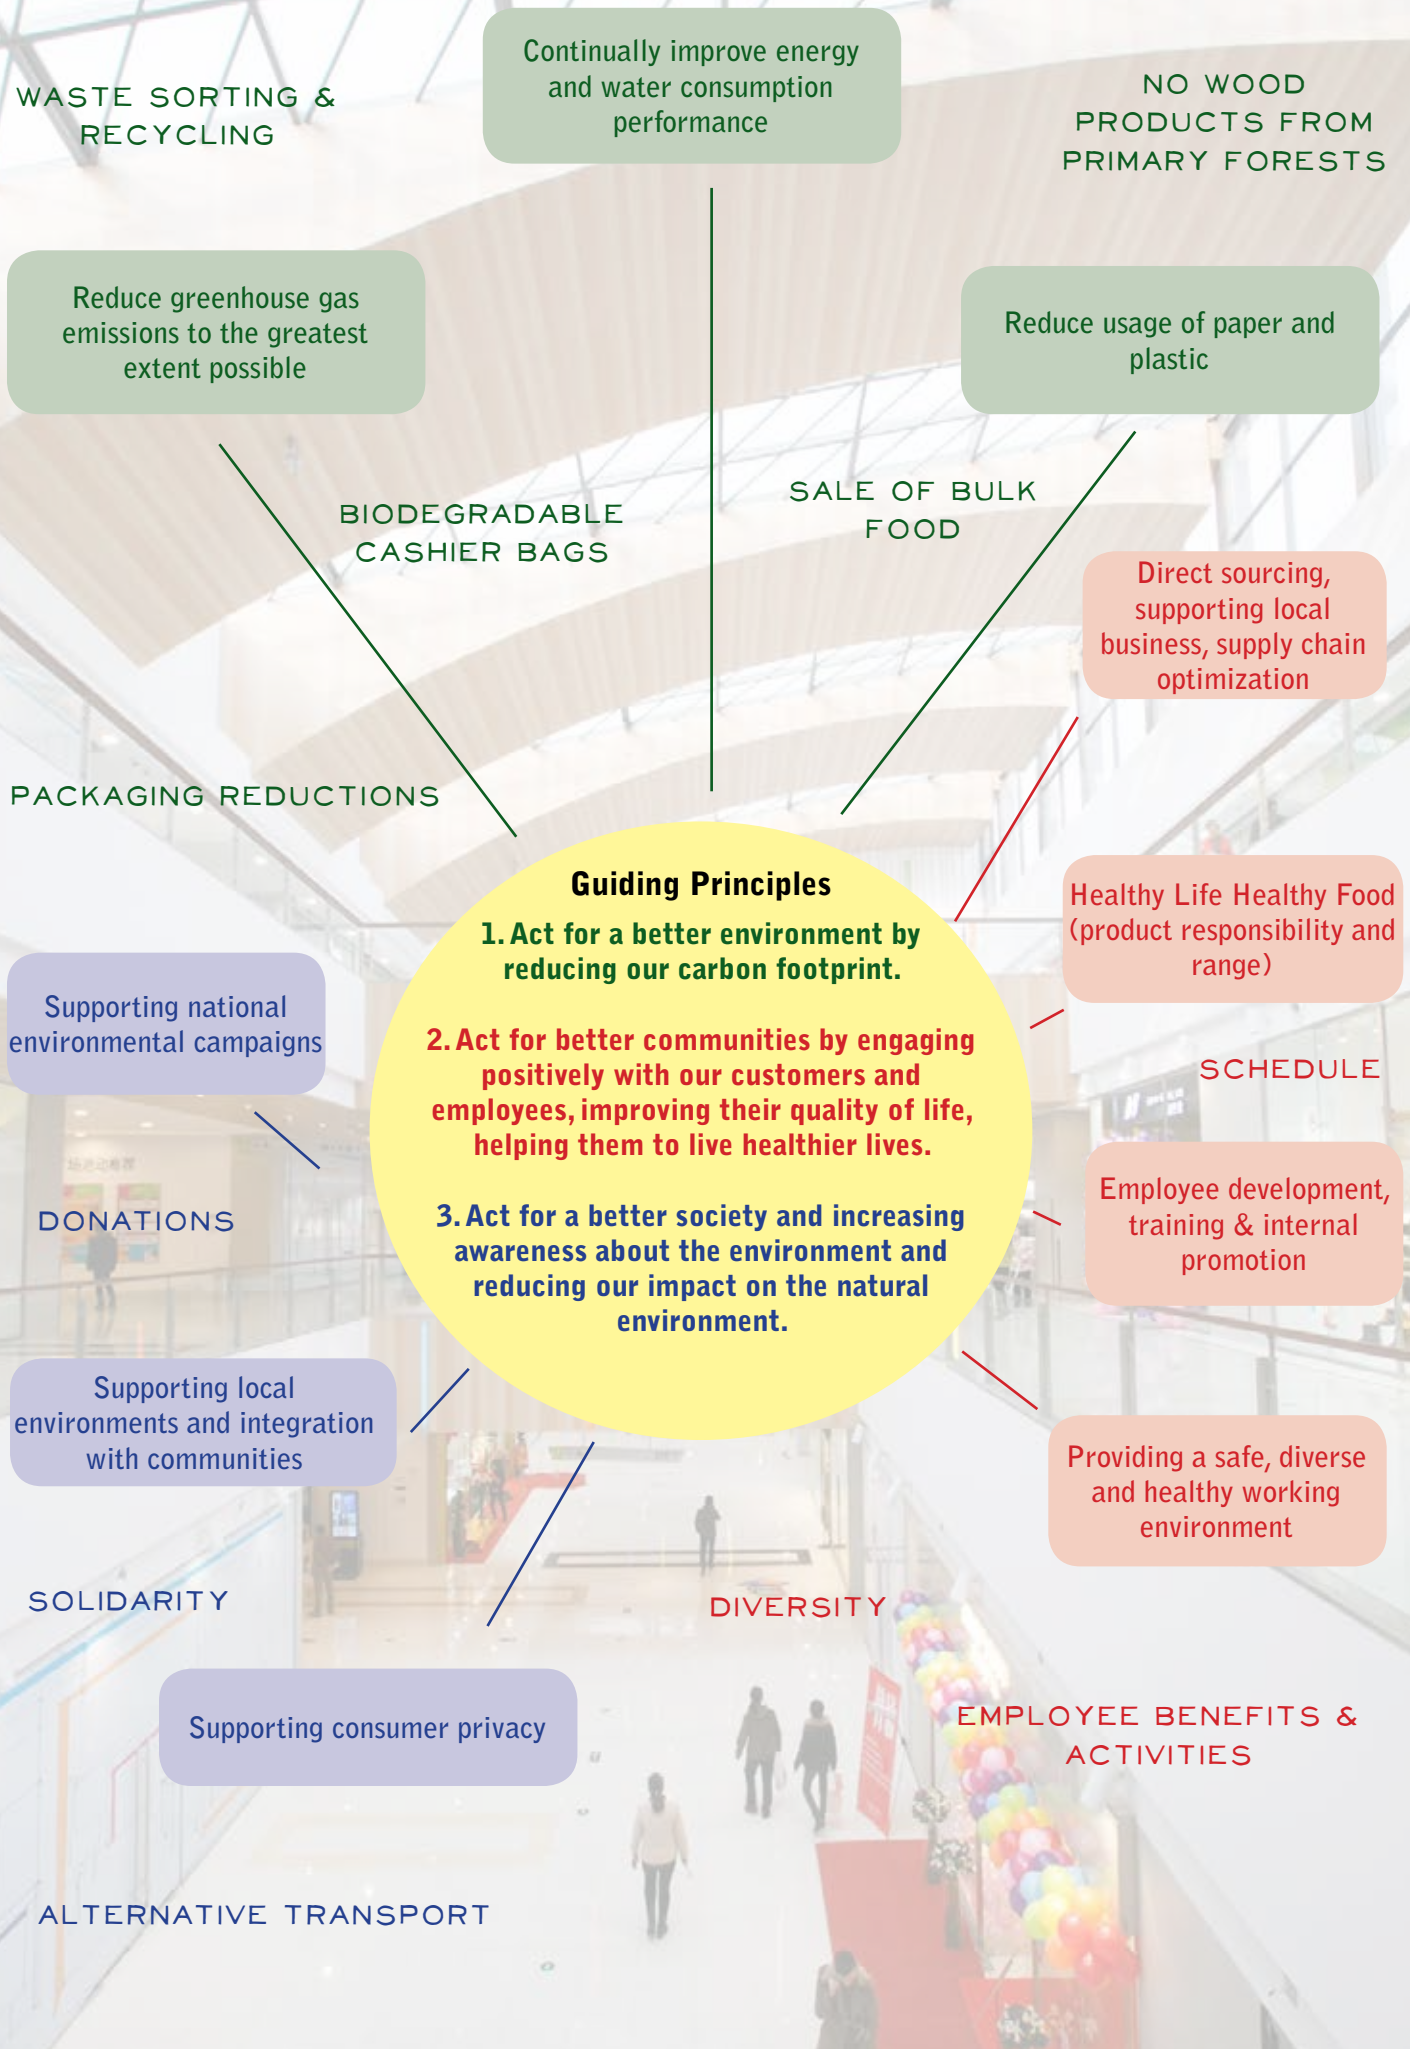 Continually improve energy
and water consumption
performance
WASTE SORTING &
RECYCLING
NO WOOD
PRODUCTS FROM
PRIMARY FORESTS
Reduce greenhouse gas
emissions to the greatest
extent possible
Reduce usage of paper and
plastic
BIODEGRADABLE
CASHIER BAGS
SALE OF BULK
FOOD
Direct sourcing,
supporting local
business, supply chain
optimization
PACKAGING REDUCTIONS
Guiding Principles
1. Act for a better environment by
reducing our carbon footprint.
2. Act for better communities by engaging
positively with our customers and
employees, improving their quality of life,
helping them to live healthier lives.
3. Act for a better society and increasing
awareness about the environment and
reducing our impact on the natural
environment.
Healthy Life Healthy Food
(product responsibility and
range)
Supporting national
environmental campaigns
SCHEDULE
Employee development,
training & internal
promotion
DONATIONS
Supporting local
environments and integration
with communities
Providing a safe, diverse
and healthy working
environment
SOLIDARITY
DIVERSITY
Supporting consumer privacy
EMPLOYEE BENEFITS &
ACTIVITIES
ALTERNATIVE TRANSPORT